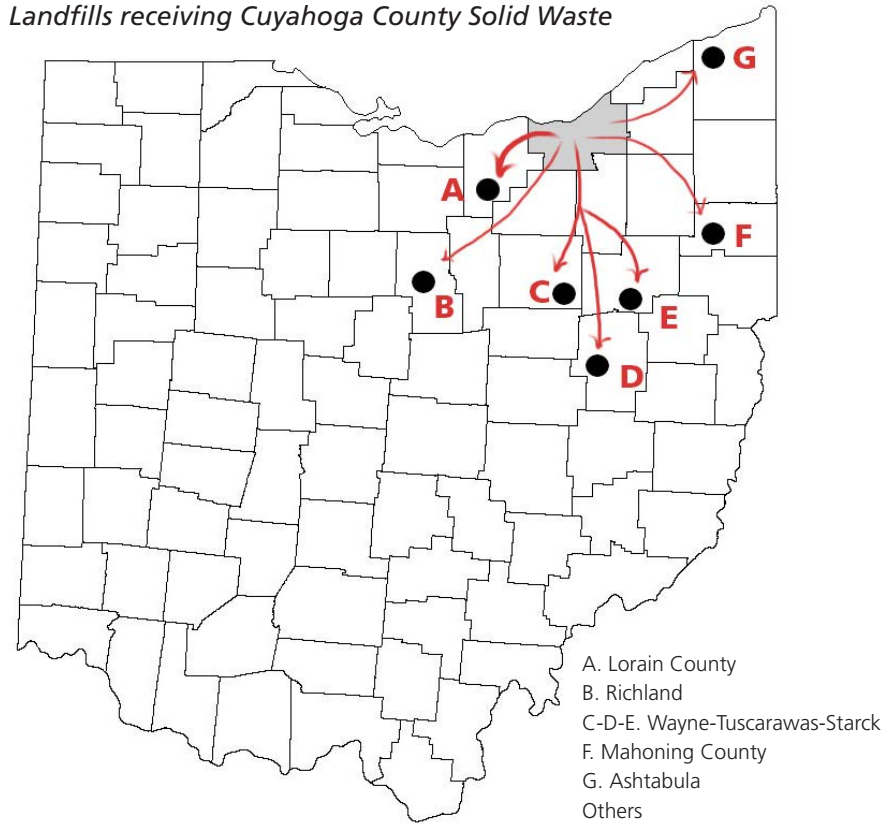 Landfills receiving Cuyahoga County Solid Waste
G
A
F
B
C
E
D
A. Lorain County
B. Richland
C-D-E. Wayne-Tuscarawas-Starck
F. Mahoning County
G. Ashtabula
Others